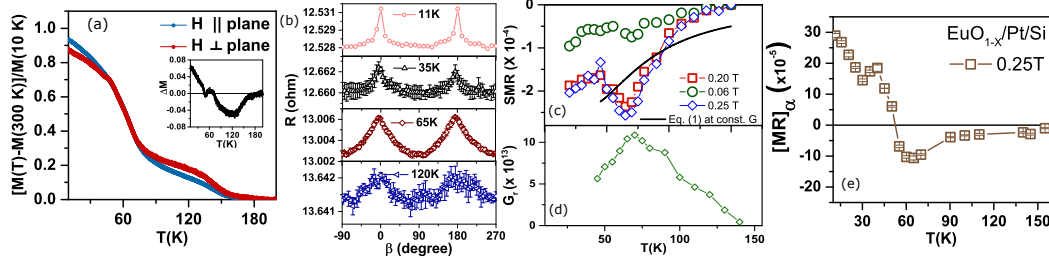 (a)
H || plane
H ⊥ plane
[M(T)-M(300 K)]/M(10 K)
1.0
0.8
0.6
0.4
0.2
0.0
60
120
180
T(K)
ΔM
0.08
0.04
0.00
-0.04
-0.08
60
120
180
T(K)
(b)
R (ohm)
12.531
12.528
11K
12.662
12.660
35K
13.006
13.004
13.002
65K
13.642
13.641
120K
-90
0
90
180
270
β (degree)
(c)
SMR (× 10⁻⁴)
0
-1
-2
0.20 T
0.06 T
0.25 T
Eq. (1) at const. G
(d)
Gᵣ (x 10¹³)
10
5
0
0
50
100
150
T(K)
EuO₁₋ₓ/Pt/Si
0.25T
[MR]α (x10⁻⁵)
30
20
10
0
-10
-20
(e)
30
60
90
120
150
T(K)